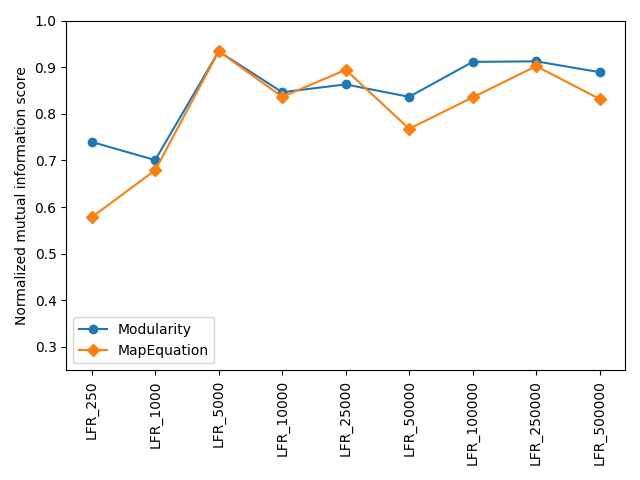 1.0
0.9
0.8
0.7
0.6
0.5
0.4
0.3
Normalized mutual information score
Modularity
MapEquation
LFR_250
LFR_1000
LFR_5000
LFR_10000
LFR_25000
LFR_50000
LFR_100000
LFR_250000
LFR_500000